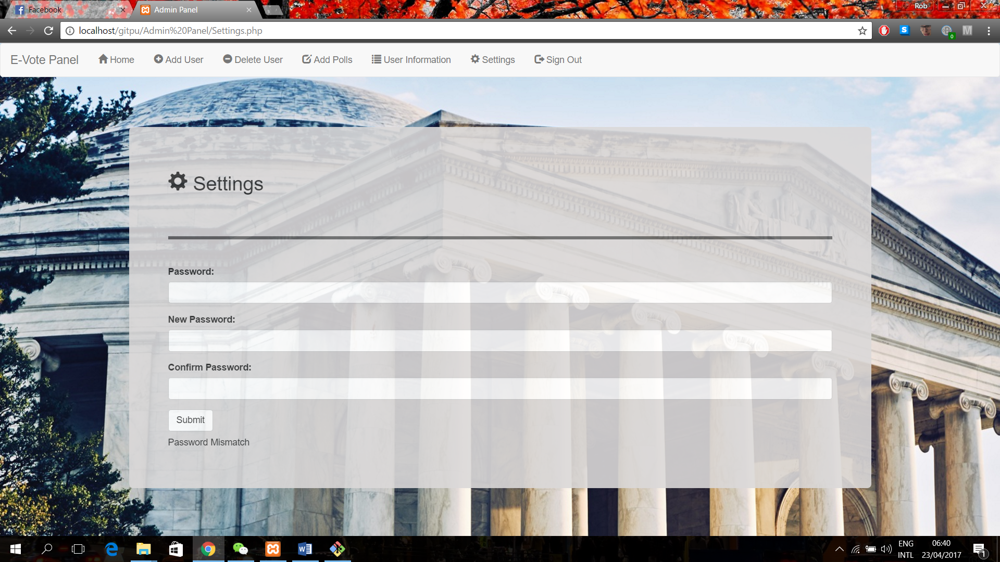 Facebook
Admin Panel
Rob
localhost/gitpu/Admin%20Panel/Settings.php
S
0
M
E-Vote Panel Home Add User Delete User Add Polls User Information Settings Sign Out
Settings
Password:
New Password:
Confirm Password:
Submit
Password Mismatch
ENG
INTL
06:40
23/04/2017
1